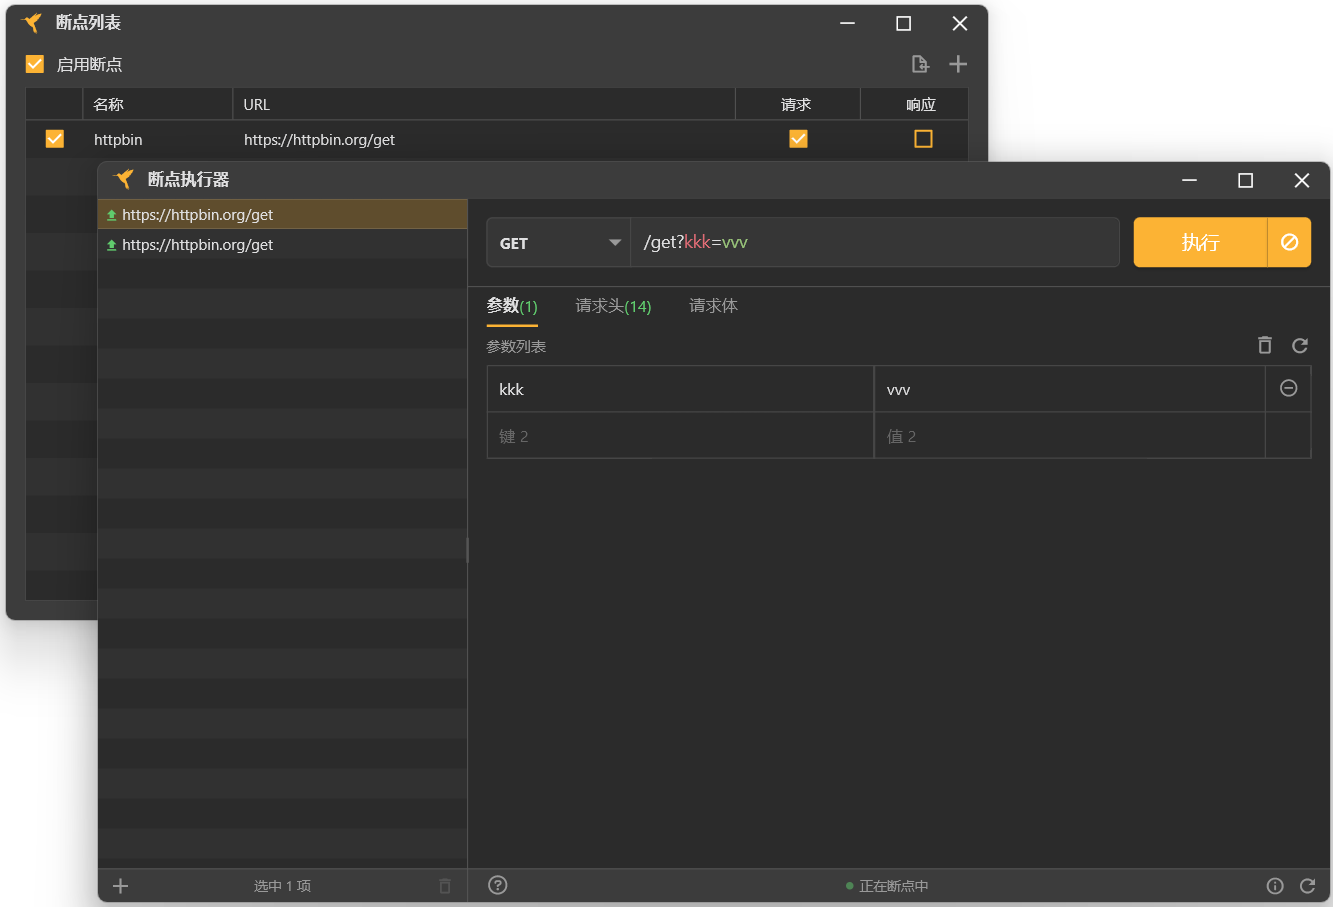 断点列表
启用断点
名称 URL 请求 响应
httpbin https://httpbin.org/get
断点执行器
https://httpbin.org/get
https://httpbin.org/get
GET /get?kkk=vvv 执行
参数(1) 请求头(14) 请求体
参数列表
kkk vvv
键 2 值 2
选中 1 项 正在断点中